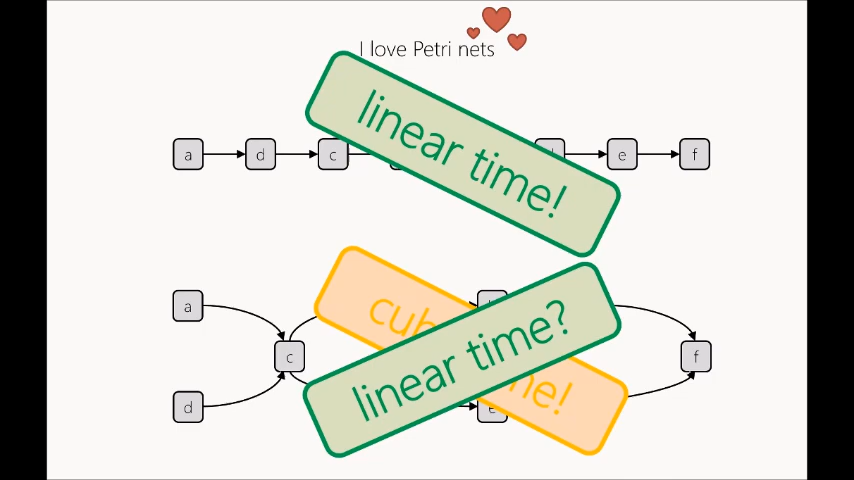 I love Petri nets
linear time!
a
d
c
e
f
linear time?
a
c
f
d
e